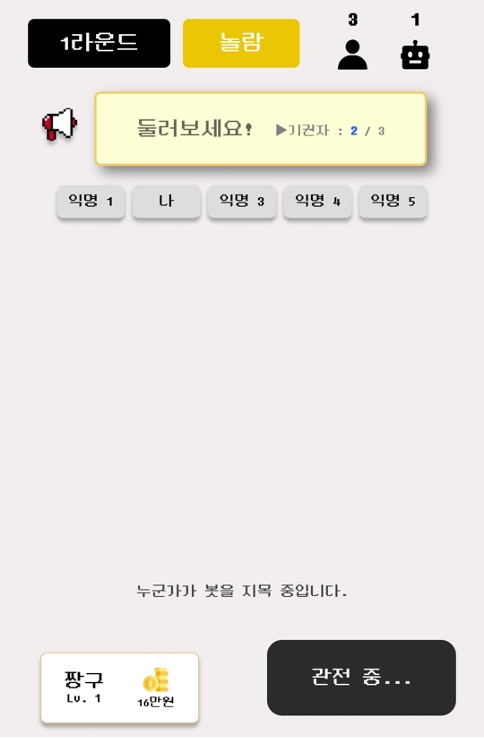 3 1
1라운드 놀람
둘러보세요! ▶기권자 : 2 / 3
익명 1 나 익명 3 익명 4 익명 5
누군가가 봇을 지목 중입니다.
짱구
Lv. 1 16만원
관전 중...